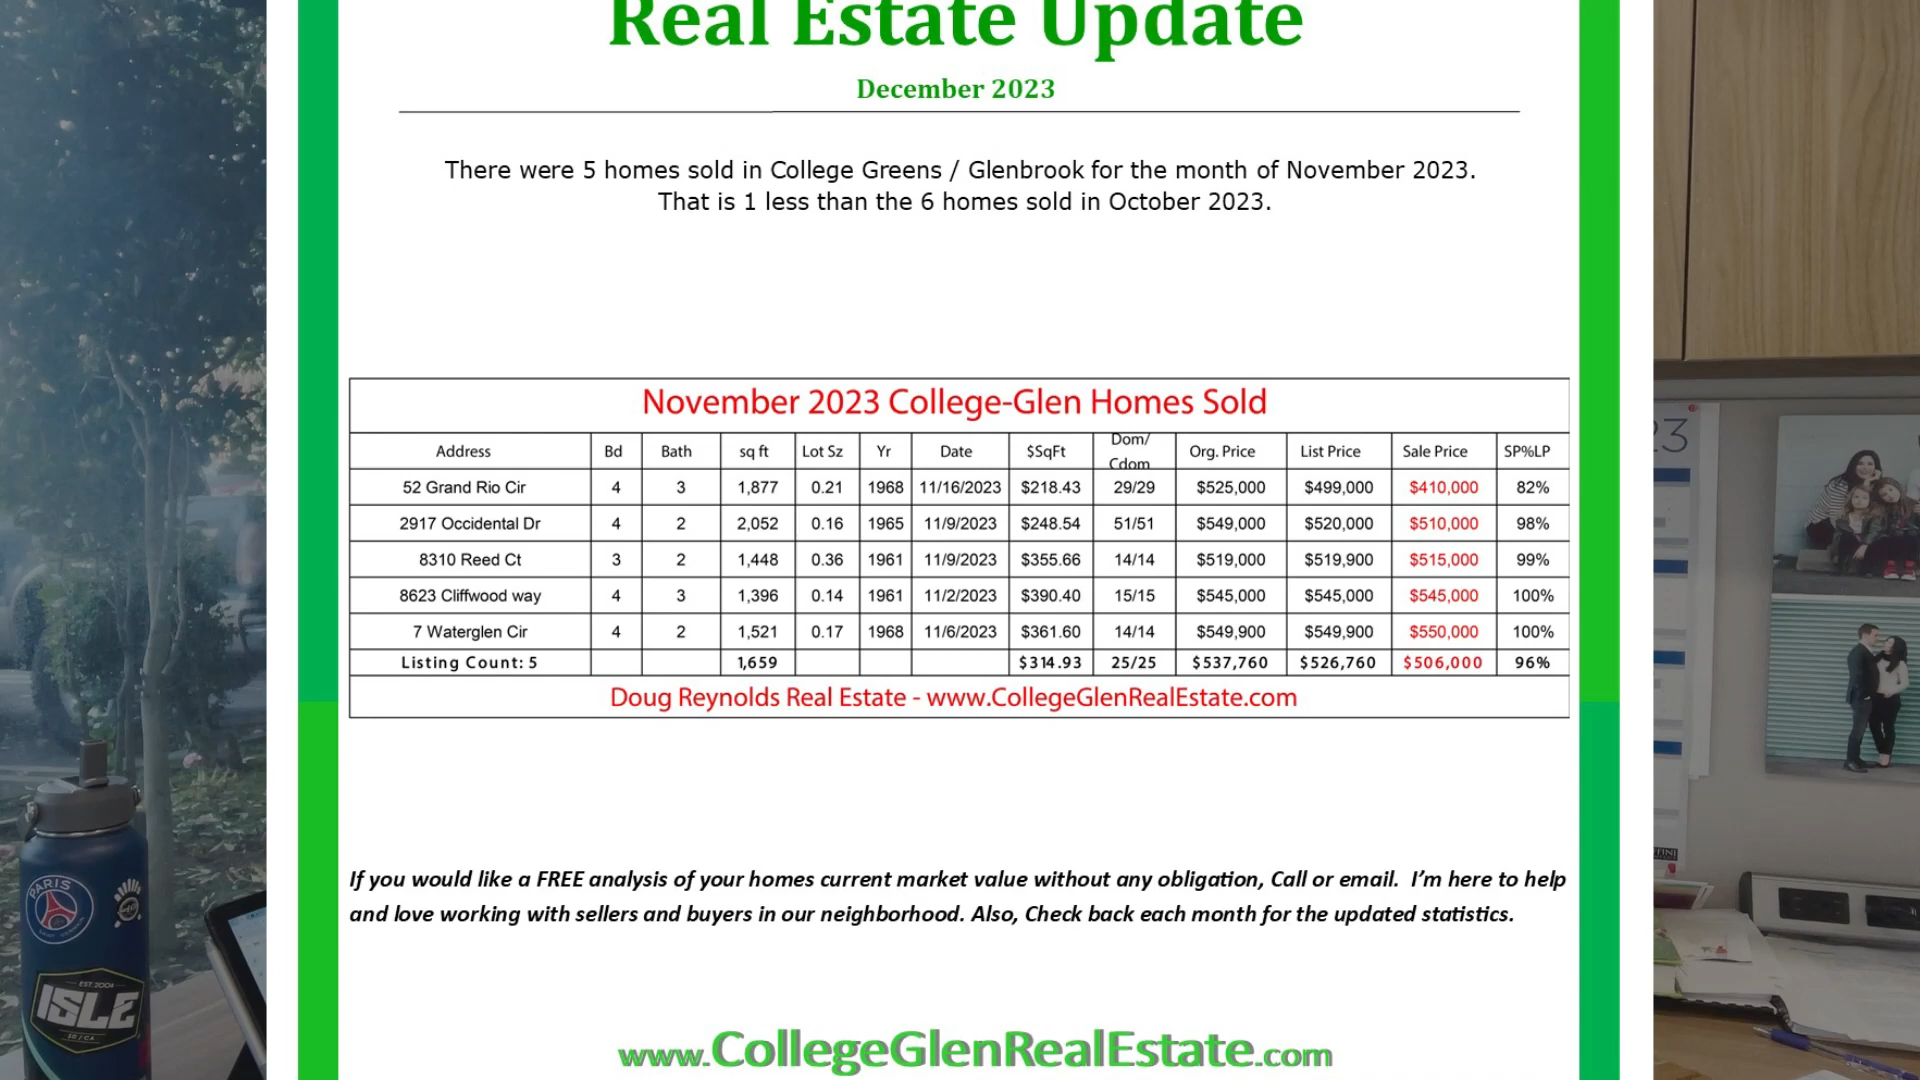 Real Estate Update
December 2023
There were 5 homes sold in College Greens / Glenbrook for the month of November 2023.
That is 1 less than the 6 homes sold in October 2023.
November 2023 College-Glen Homes Sold
Address Bd Bath sq ft Lot Sz Yr Date $SqFt Dom/ Cdom Org. Price List Price Sale Price SP%LP
52 Grand Rio Cir 4 3 1,877 0.21 1968 11/16/2023 $218.43 29/29 $525,000 $499,000 $410,000 82%
2917 Occidental Dr 4 2 2,052 0.16 1965 11/9/2023 $248.54 51/51 $549,000 $520,000 $510,000 98%
8310 Reed Ct 3 2 1,448 0.36 1961 11/9/2023 $355.66 14/14 $519,000 $519,900 $515,000 99%
8623 Cliffwood way 4 3 1,396 0.14 1961 11/2/2023 $390.40 15/15 $545,000 $545,000 $545,000 100%
7 Waterglen Cir 4 2 1,521 0.17 1968 11/6/2023 $361.60 14/14 $549,900 $549,900 $550,000 100%
Listing Count: 5 1,659 $314.93 25/25 $537,760 $526,760 $506,000 96%
Doug Reynolds Real Estate - www.CollegeGlenRealEstate.com
If you would like a FREE analysis of your homes current market value without any obligation, Call or email. I'm here to help
and love working with sellers and buyers in our neighborhood. Also, Check back each month for the updated statistics.
www.CollegeGlenRealEstate.com
PARIS
EST.2004
ISLE
SD/CA
23